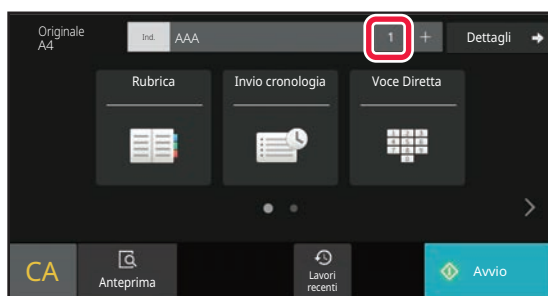 Originale
A4
Ind. AAA 1 + Dettagli
Rubrica Invio cronologia Voce Diretta
CA Anteprima Lavori
recenti Avvio